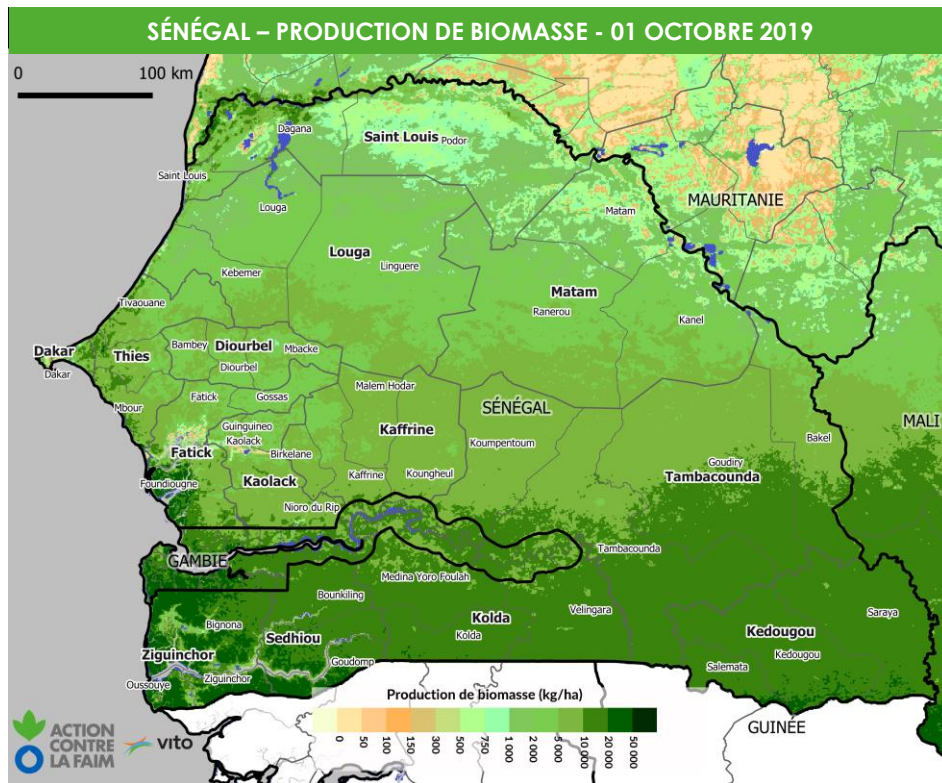 SÉNÉGAL – PRODUCTION DE BIOMASSE - 01 OCTOBRE 2019
0 100 km
Dagana
Saint Louis
Podor
Saint Louis
Louga
Matam
MAURITANIE
Louga
Linguere
Kebemer
Matam
Ranerou
Kanel
Tivaouane
Dakar
Dakar
Thies
Bambey
Diourbel
Mbacke
Diourbel
Malem Hodar
Mbour
Fatick
Gossas
SÉNÉGAL
MALI
Guinguineo
Kaolack
Birkelane
Kaffrine
Koumpentoum
Bakel
Fatick
Goudiry
Tambacounda
Foundiougne
Kaolack
Kaffrine
Koungheul
Nioro du Rip
GAMBIE
Tambacounda
Medina Yoro Foulah
Bounkiling
Velingara
Saraya
Bignona
Sedhiou
Kolda
Kolda
Kedougou
Kedougou
Ziguinchor
Goudomp
Salemata
Oussouye
Ziguinchor
Production de biomasse (kg/ha)
0 50 100 150 300 500 750 1 000 2 000 5 000 10 000 20 000 50 000
GUINÉE
ACTION
CONTRE
LA FAIM
vito